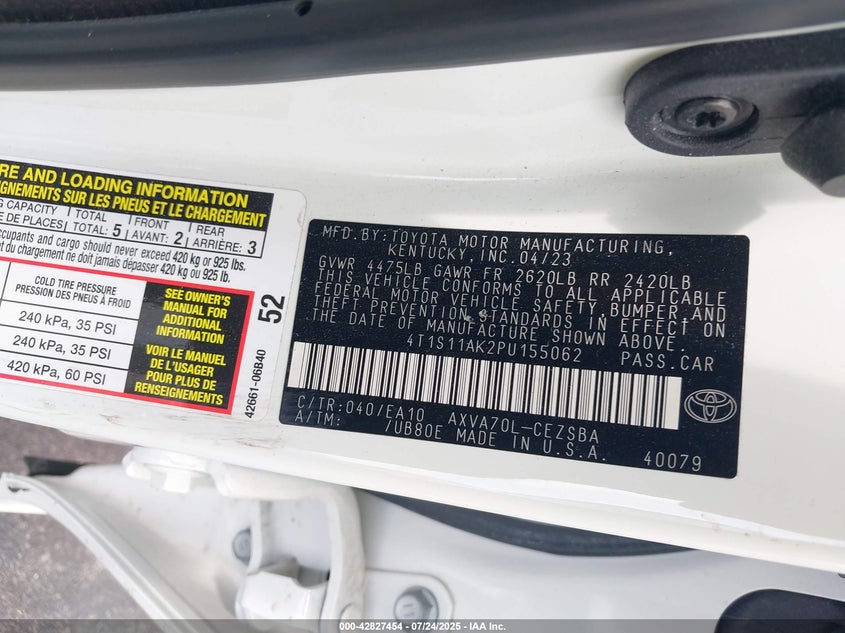 RE AND LOADING INFORMATION
EIGNEMENTS SUR LES PNEUS ET LE CHARGEMENT
NG CAPACITY
DE PLACES
TOTAL
TOTAL: 5
FRONT
AVANT: 2
REAR
ARRIÈRE: 3
occupants and cargo should never exceed 420 kg or 925 lbs.
et du chargement ne doit jamais dépasser 420 kg ou 925 lb.
COLD TIRE PRESSURE
PRESSION DES PNEUS À FROID
240 kPa, 35 PSI
240 kPa, 35 PSI
420 kPa, 60 PSI
SEE OWNER'S
MANUAL FOR
ADDITIONAL
INFORMATION
VOIR LE MANUEL
DE L'USAGER
POUR PLUS DE
RENSEIGNEMENTS
52
42661-06B40
MFD.BY:TOYOTA MOTOR MANUFACTURING,
KENTUCKY, INC.04/23
GVWR 4475LB GAWR FR 2620LB RR 2420LB
THIS VEHICLE CONFORMS TO ALL APPLICABLE
FEDERAL MOTOR VEHICLE SAFETY, BUMPER, AND
THEFT PREVENTION STANDARDS IN EFFECT ON
THE DATE OF MANUFACTURE SHOWN ABOVE.
4T1S11AK2PU155062 PASS.CAR
C/TR:040/EA10 AXVA70L-CEZSBA
A/TM: /UB80E MADE IN U.S.A.
40079
TOYOTA
000-42827454 - 07/24/2025 - IAA Inc.